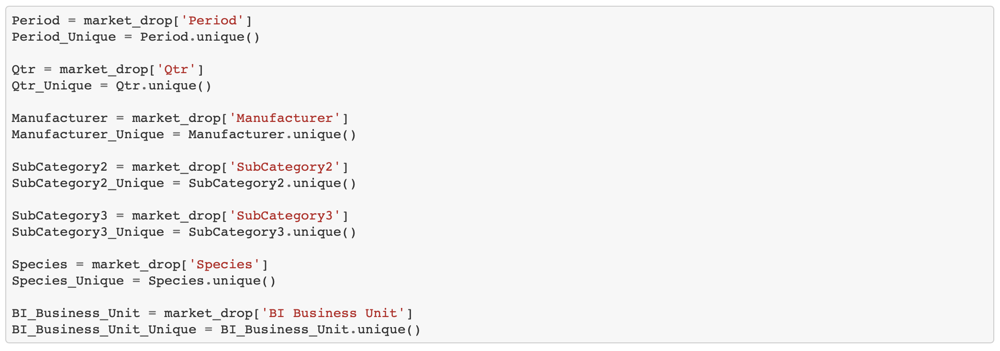 Period = market_drop['Period']
Period_Unique = Period.unique()

Qtr = market_drop['Qtr']
Qtr_Unique = Qtr.unique()

Manufacturer = market_drop['Manufacturer']
Manufacturer_Unique = Manufacturer.unique()

SubCategory2 = market_drop['SubCategory2']
SubCategory2_Unique = SubCategory2.unique()

SubCategory3 = market_drop['SubCategory3']
SubCategory3_Unique = SubCategory3.unique()

Species = market_drop['Species']
Species_Unique = Species.unique()

BI_Business_Unit = market_drop['BI Business Unit']
BI_Business_Unit_Unique = BI_Business_Unit.unique()